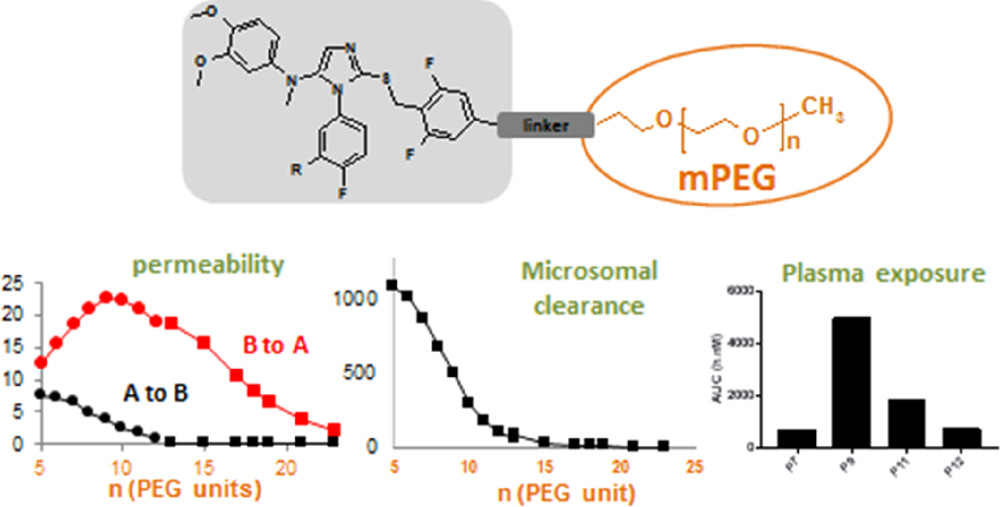 O
O
N
N
N
S
F
F
R
F
linker
O
O
n
CH3
mPEG
permeability
25
20
15
10
5
0
B to A
A to B
5 10 15 20
n (PEG units)
Microsomal
clearance
1000
500
0
5 10 15 20 25
n (PEG unit)
Plasma exposure
6000
4000
2000
0
AUC (h.nM)
P7 P9 P11 P12